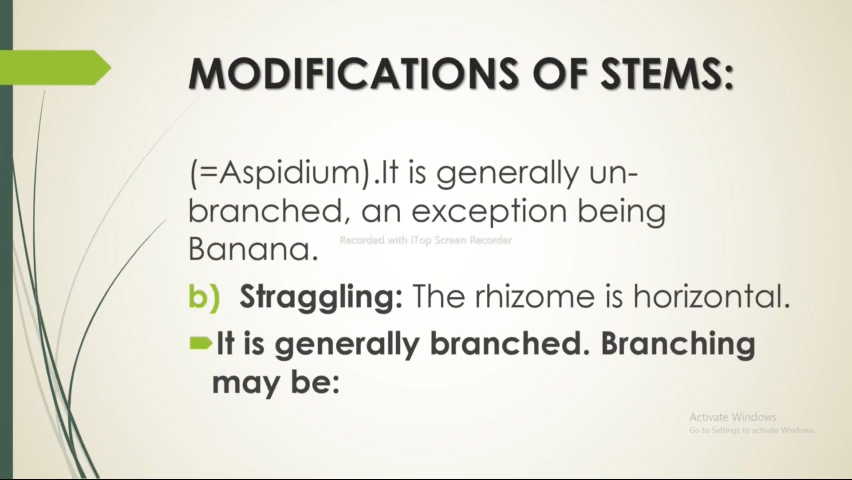 MODIFICATIONS OF STEMS:
(=Aspidium).It is generally un-
branched, an exception being
Banana.
Recorded with iTop Screen Recorder
b) Straggling: The rhizome is horizontal.
It is generally branched. Branching
may be:
Activate Windows
Go to Settings to activate Windows.